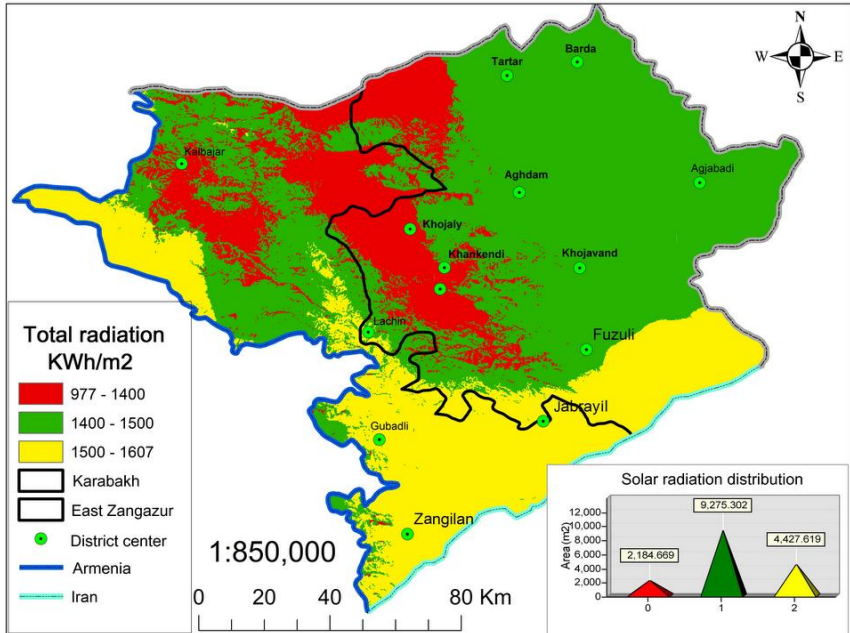 N
W E
S
Barda
Tartar
Kalbajar
Agjabadi
Aghdam
Khojaly
Khankendi
Khojavand
Lachin
Fuzuli
Jabrayil
Gubadli
Zangilan
Total radiation
KWh/m2
977 - 1400
1400 - 1500
1500 - 1607
Karabakh
East Zangazur
District center
Armenia
Iran
1:850,000
0 20 40 80 Km
Solar radiation distribution
Area (m2)
12,000
10,000
8,000
6,000
4,000
2,000
0
2,184.669
9,275.302
4,427.619
0 1 2